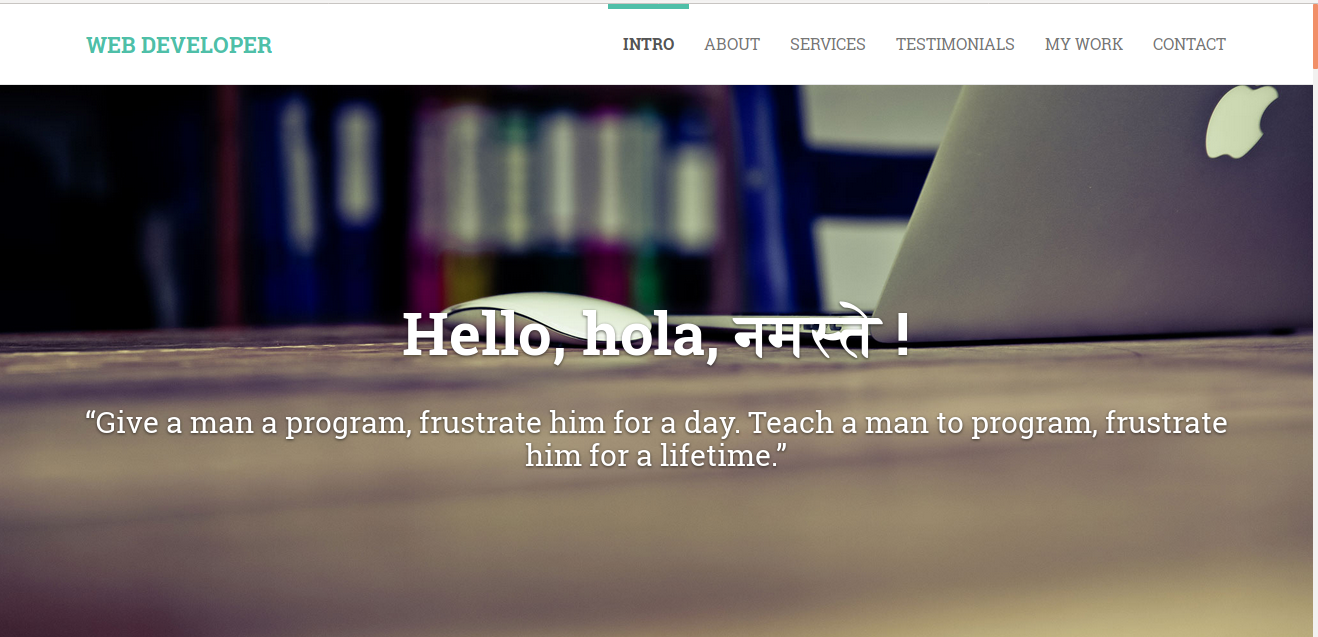 WEB DEVELOPER
INTRO ABOUT SERVICES TESTIMONIALS MY WORK CONTACT
Hello, hola, नमस्ते !
“Give a man a program, frustrate him for a day. Teach a man to program, frustrate
him for a lifetime.”